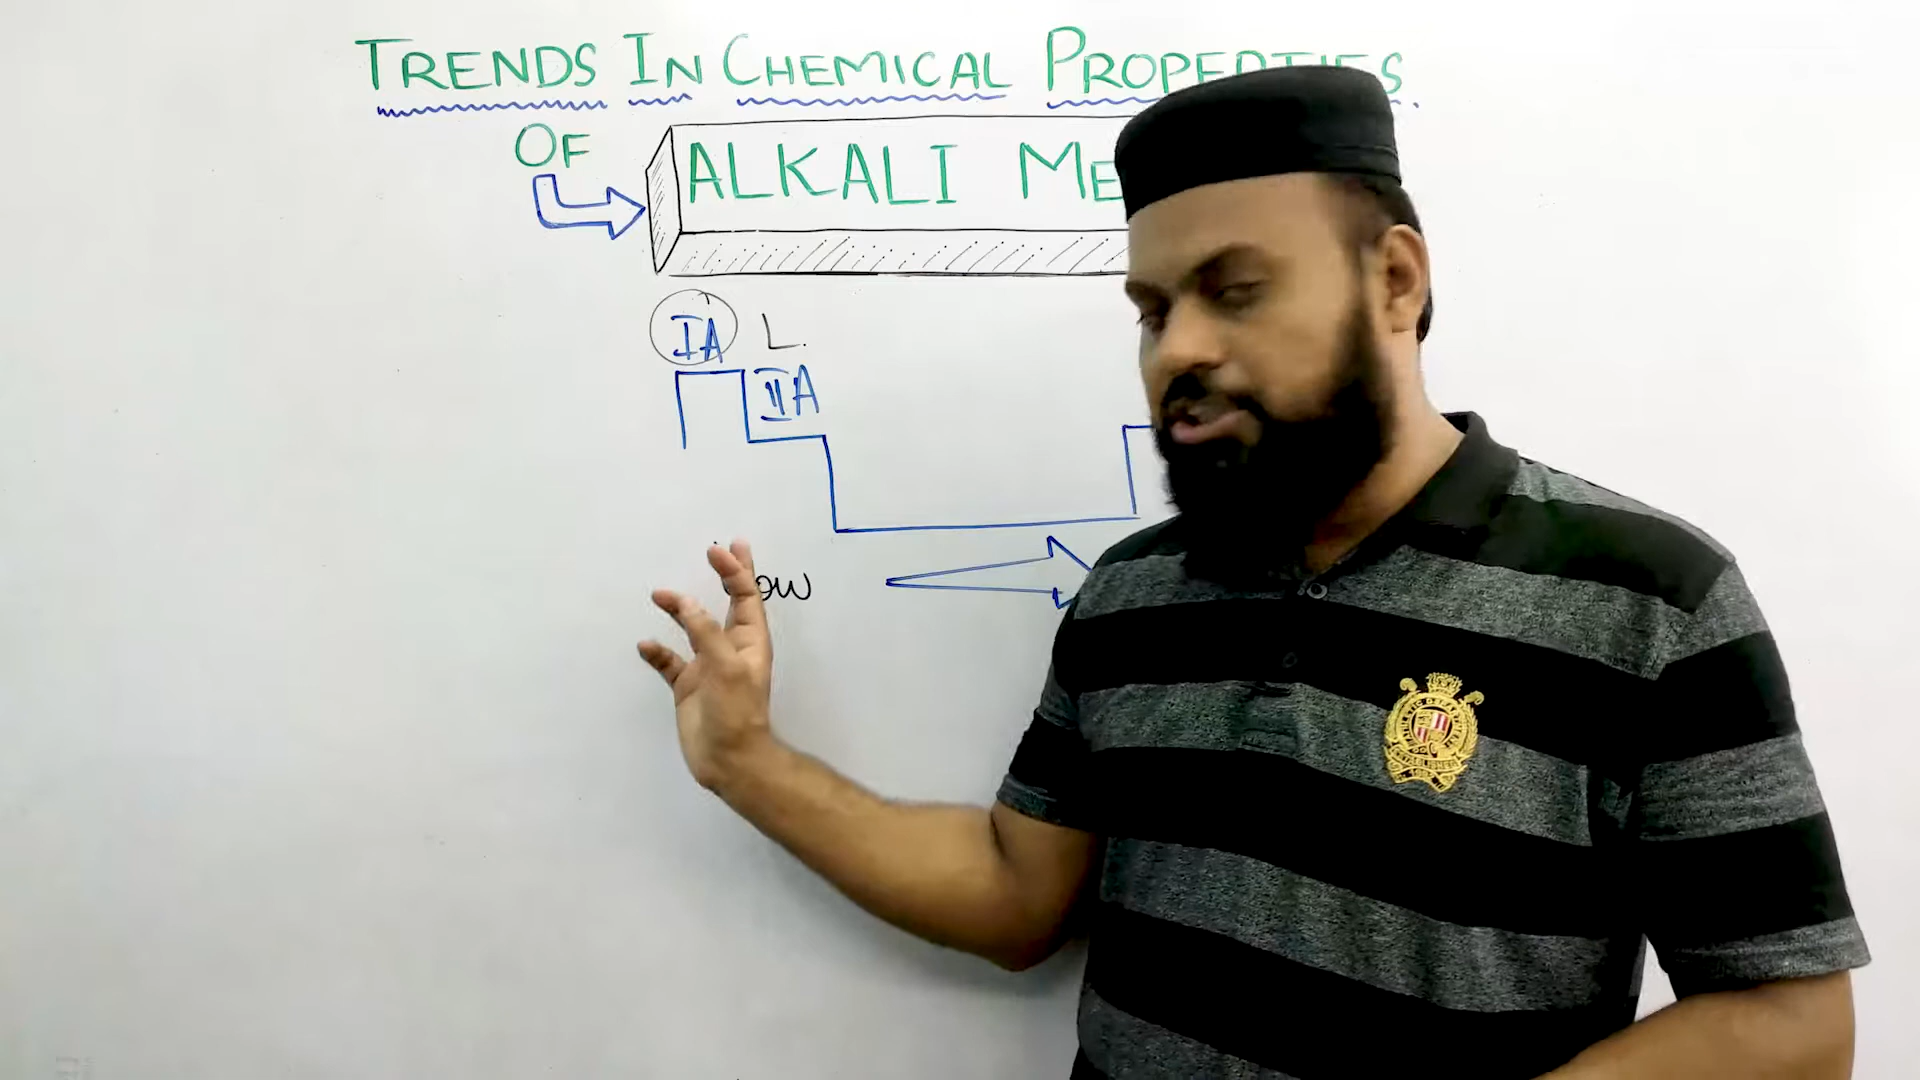 TRENDS IN CHEMICAL PROPERTIES.
OF
ALKALI ME
IA L.
IIA
ow